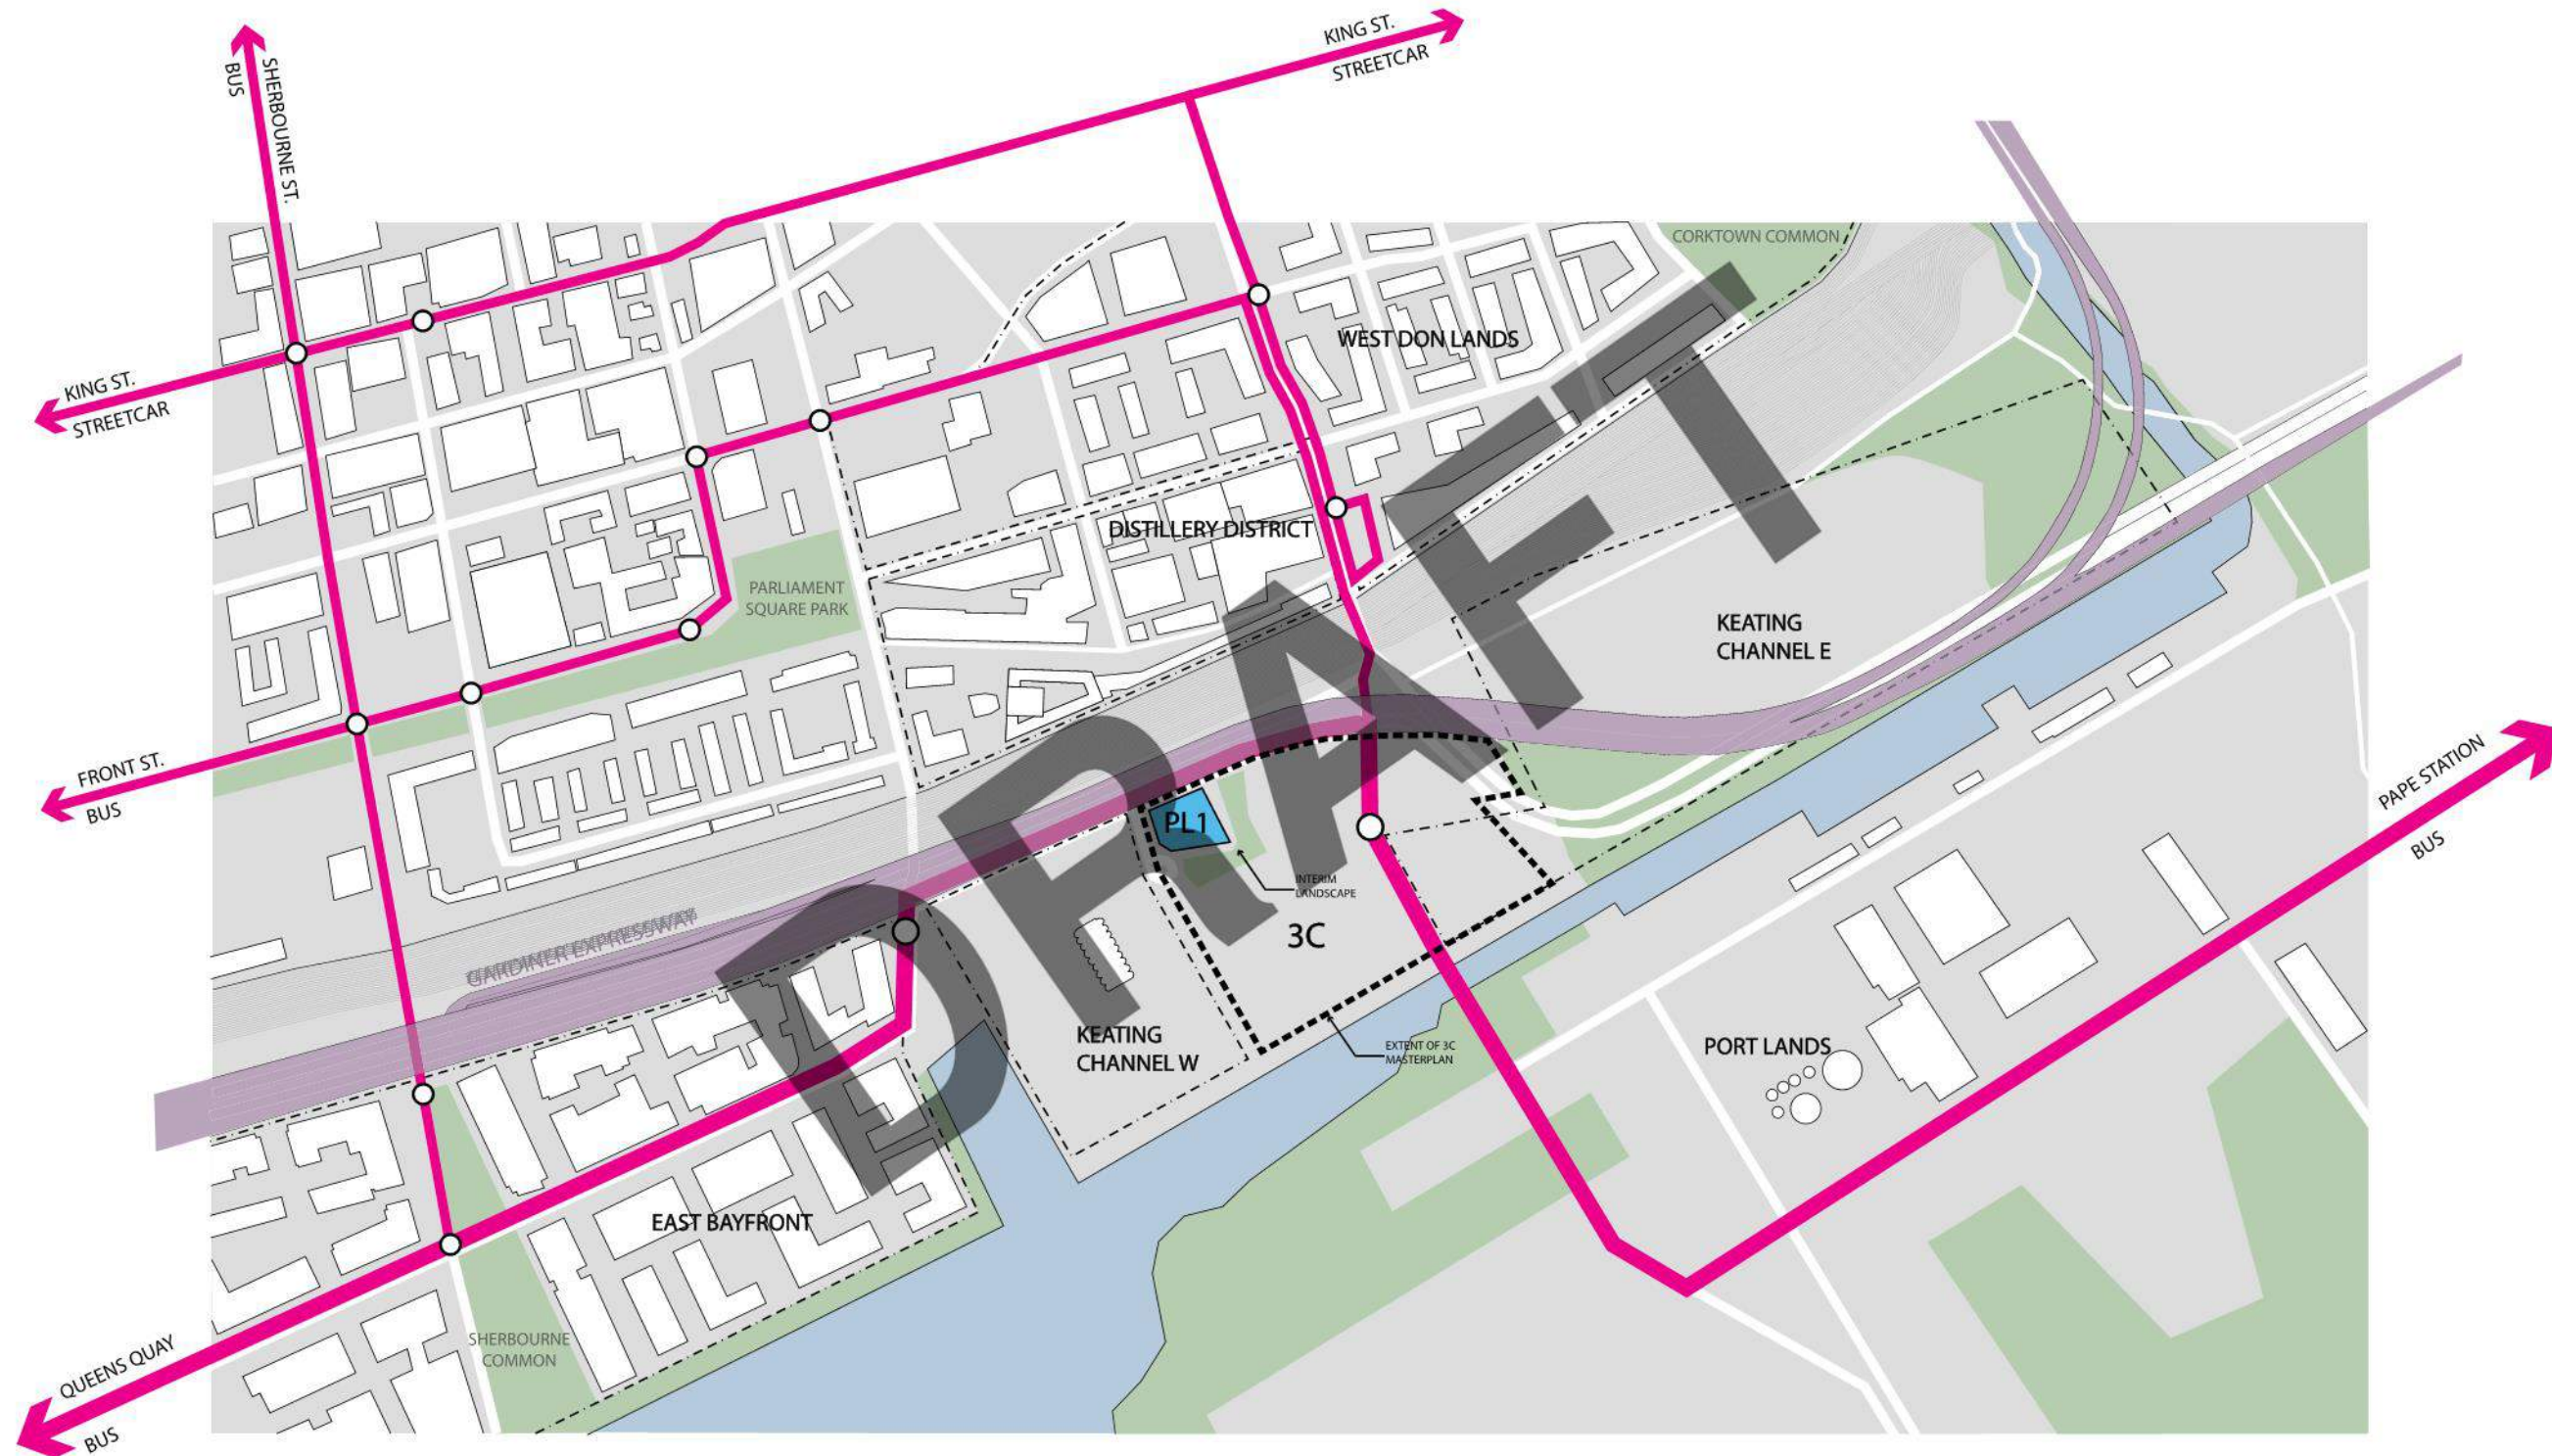 KING ST.
STREETCAR
SHERBOURNE ST.
BUS
CORKTOWN COMMON
WEST DON LANDS
KING ST.
STREETCAR
DISTILLERY DISTRICT
PARLIAMENT
SQUARE PARK
KEATING
CHANNEL E
FRONT ST.
BUS
PAPE STATION
BUS
PL1
INTERIM
LANDSCAPE
3C
GARDINER EXPRESSWAY
KEATING
CHANNEL W
EXTENT OF 3C
MASTERPLAN
PORT LANDS
EAST BAYFRONT
SHERBOURNE
COMMON
QUEENS QUAY
BUS
DRAFT